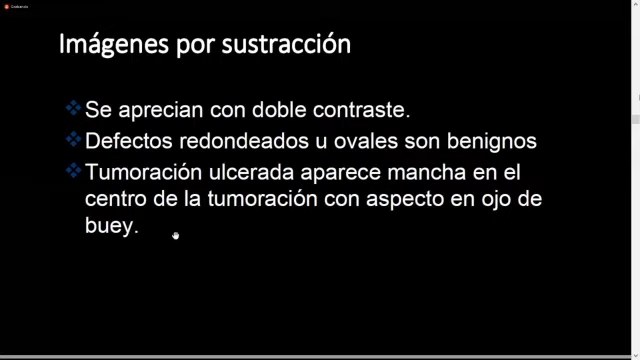 Grabando
Imágenes por sustracción
Se aprecian con doble contraste.
Defectos redondeados u ovales son benignos
Tumoración ulcerada aparece mancha en el
centro de la tumoración con aspecto en ojo de
buey.